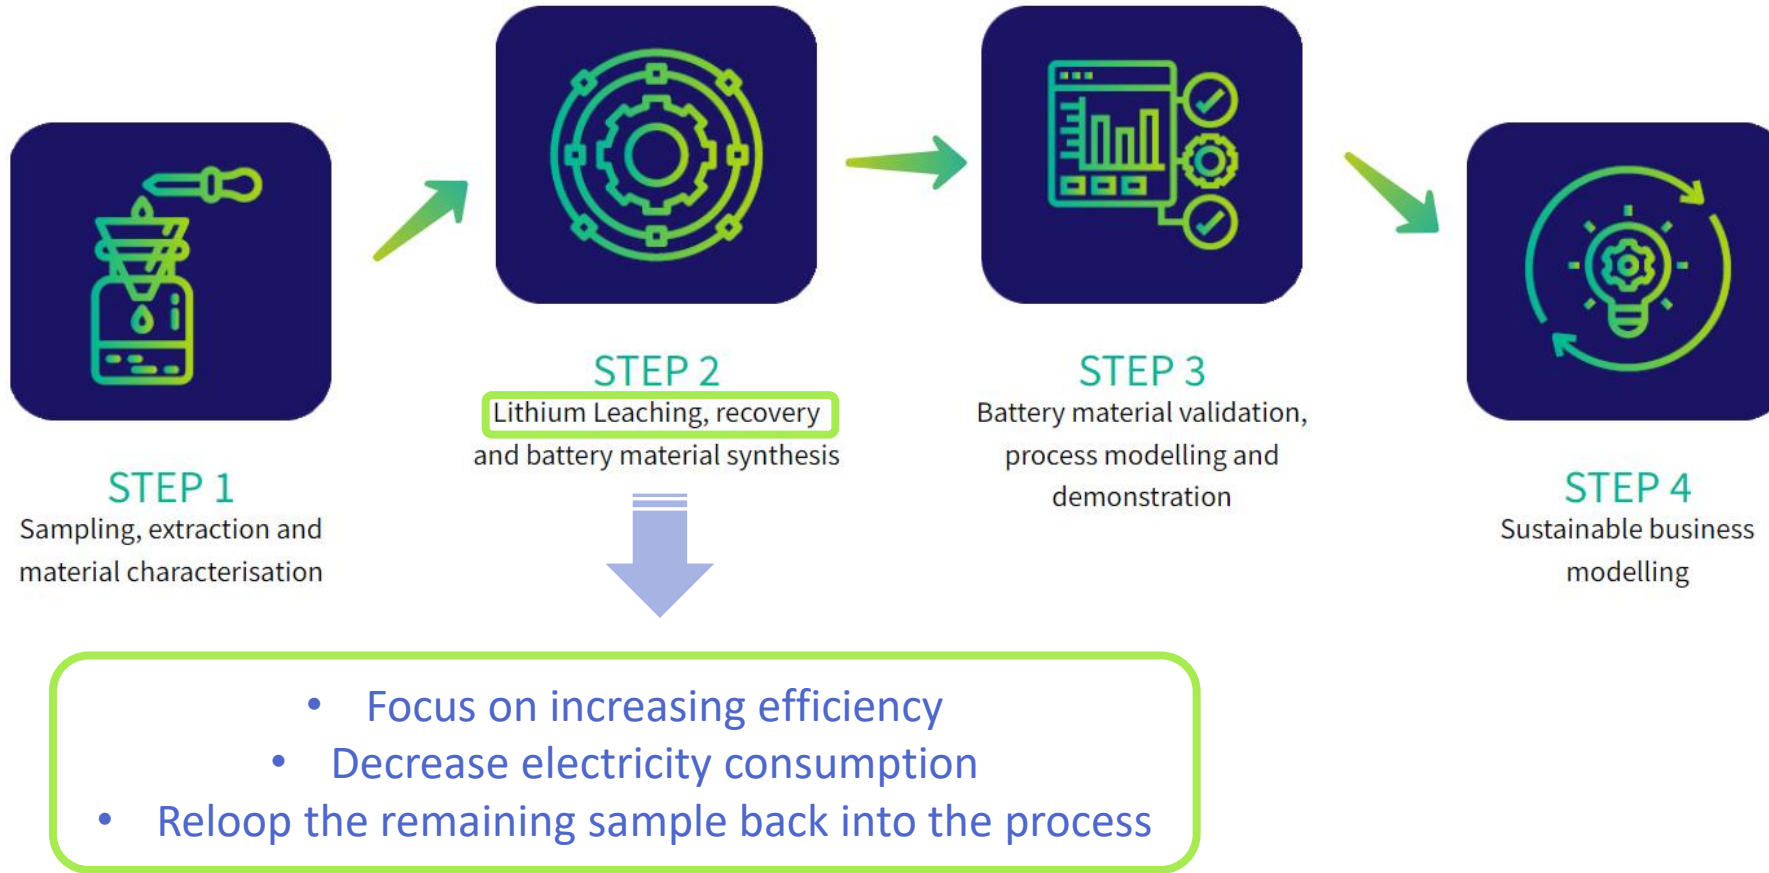 STEP 1
Sampling, extraction and
material characterisation
STEP 2
Lithium Leaching, recovery
and battery material synthesis
STEP 3
Battery material validation,
process modelling and
demonstration
STEP 4
Sustainable business
modelling
• Focus on increasing efficiency
• Decrease electricity consumption
• Reloop the remaining sample back into the process